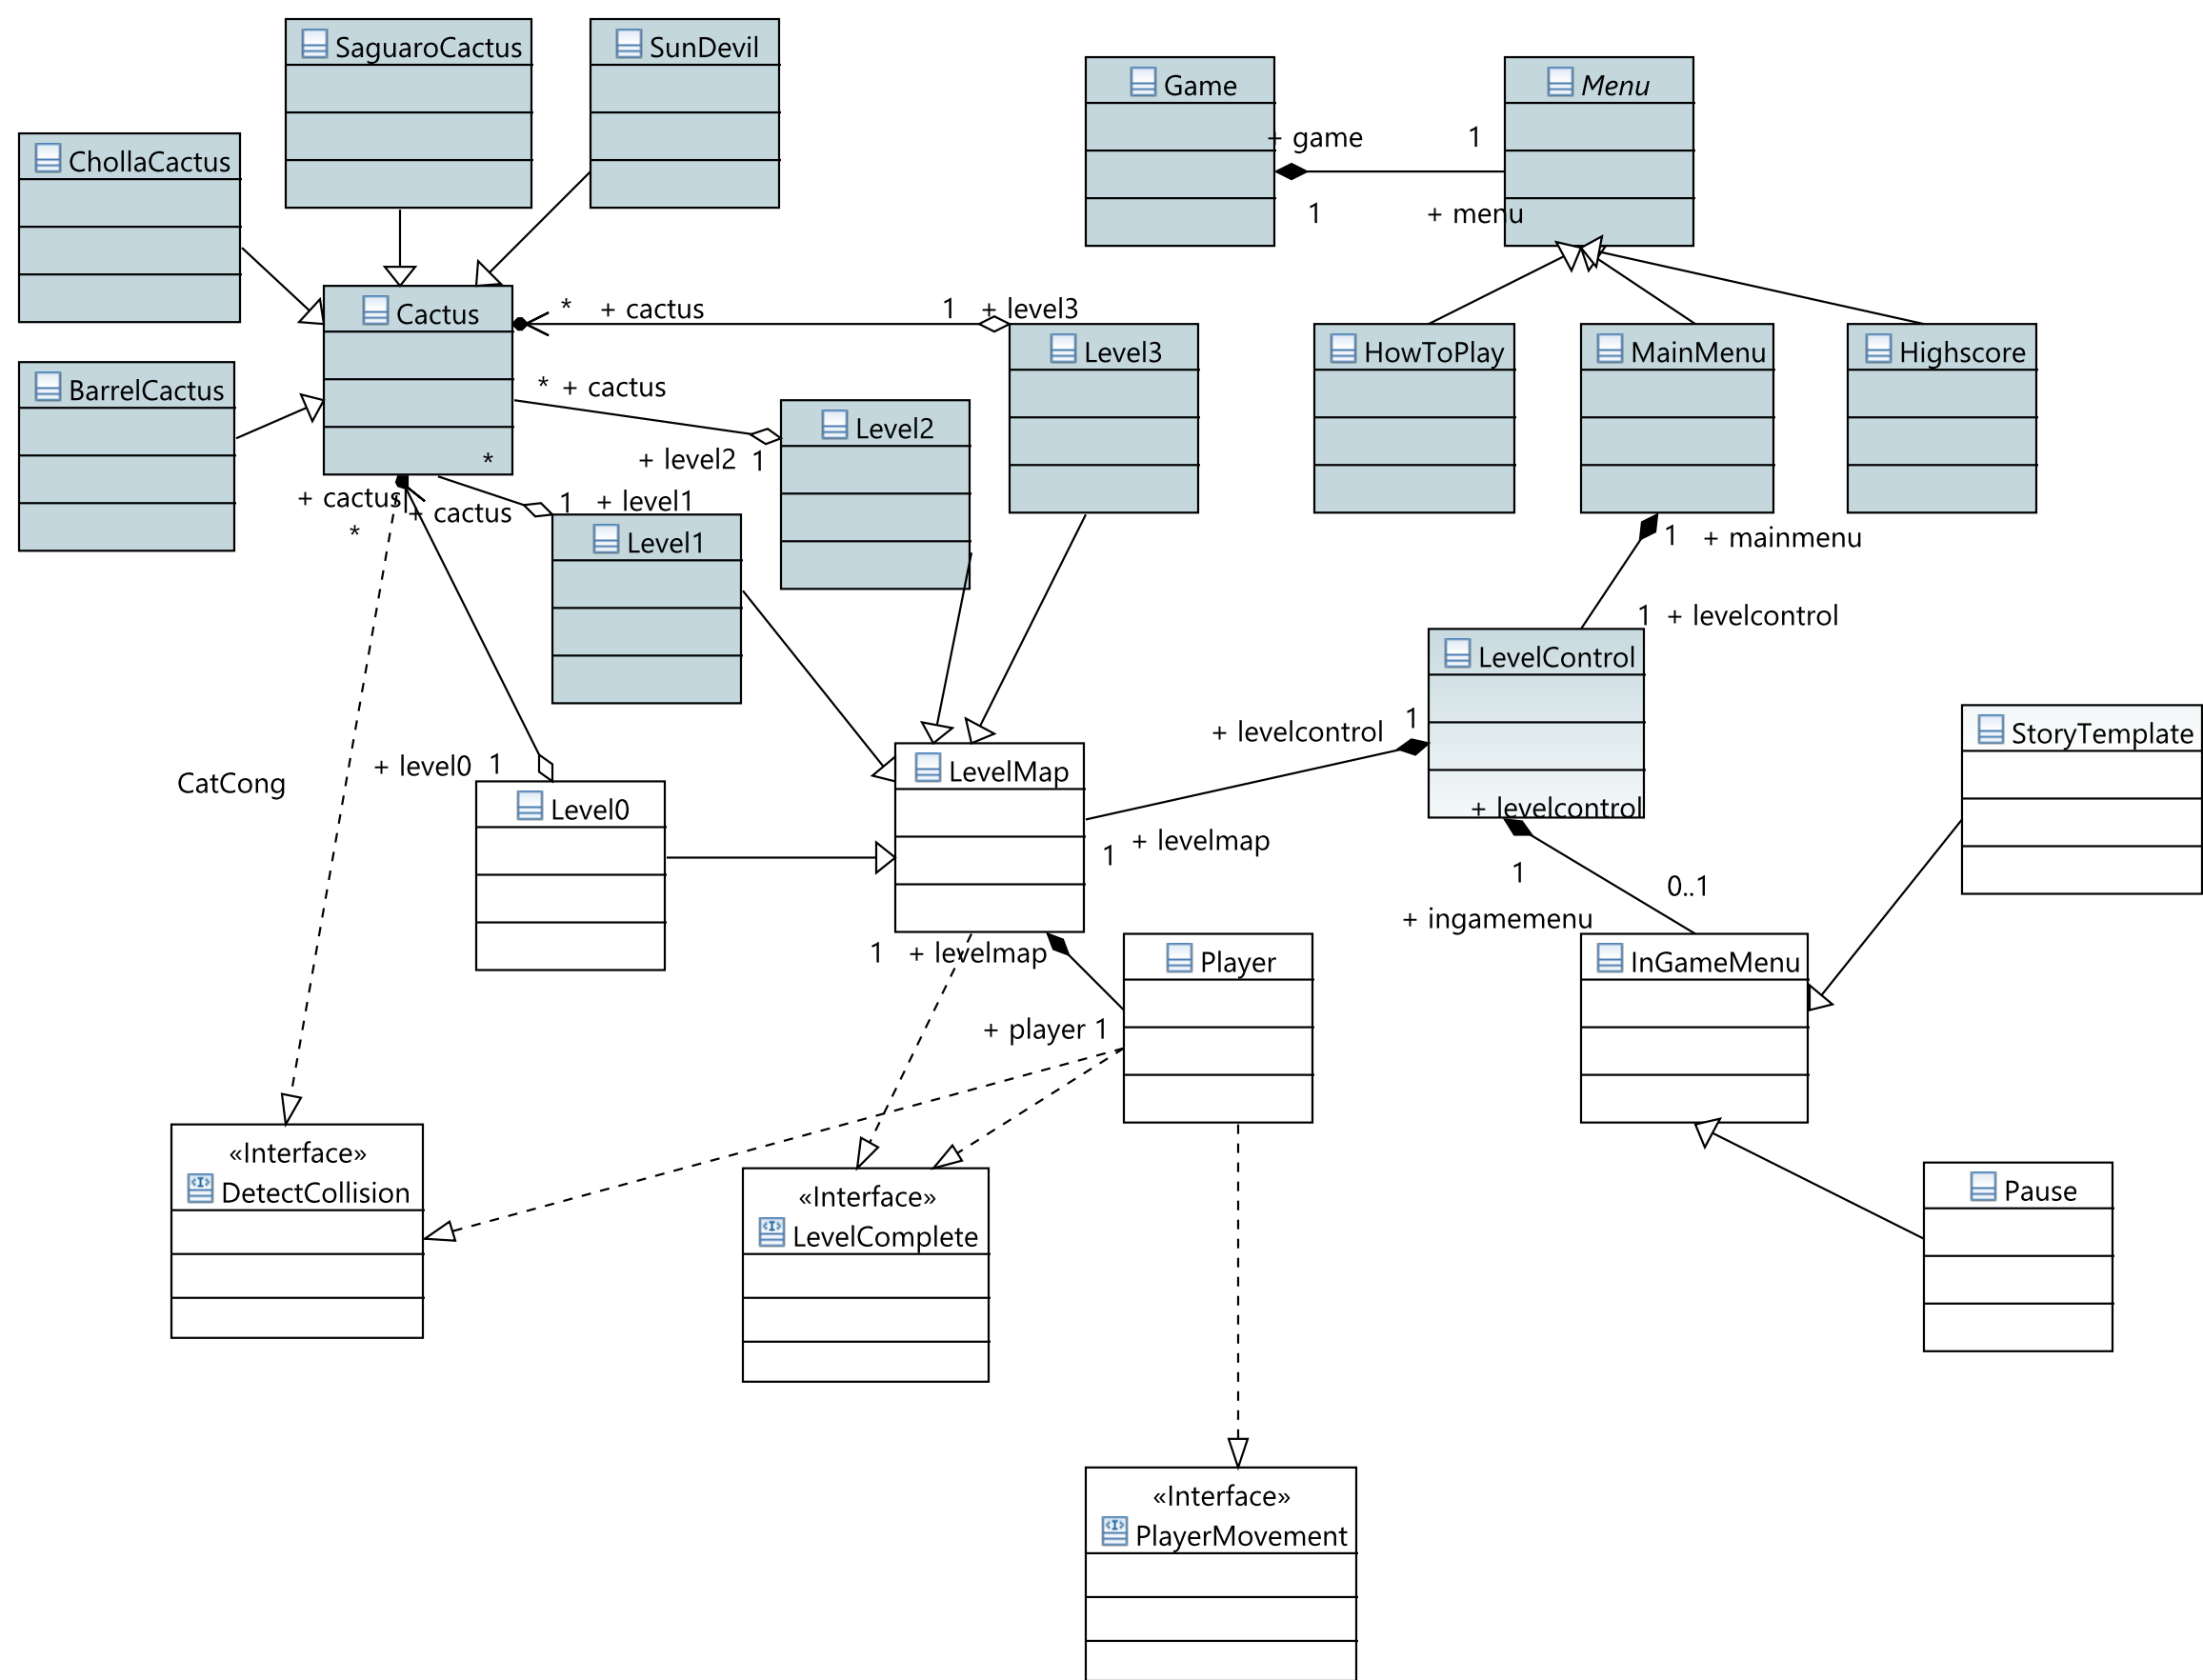 SaguaroCactus
SunDevil
Game
Menu
+ game
1
1
+ menu
ChollaCactus
Cactus
* + cactus
1 + level3
Level3
HowToPlay
MainMenu
Highscore
BarrelCactus
* + cactus
Level2
+ level2 1
*
+ cactus
+ cactus
*
1 + level1
Level1
1 + mainmenu
1 + levelcontrol
LevelControl
+ levelcontrol
1
StoryTemplate
CatCong
+ level0 1
Level0
LevelMap
+ levelcontrol
+ levelmap
1
1
0..1
+ ingamemenu
1 + levelmap
Player
InGameMenu
+ player 1
«Interface»
DetectCollision
«Interface»
LevelComplete
Pause
«Interface»
PlayerMovement